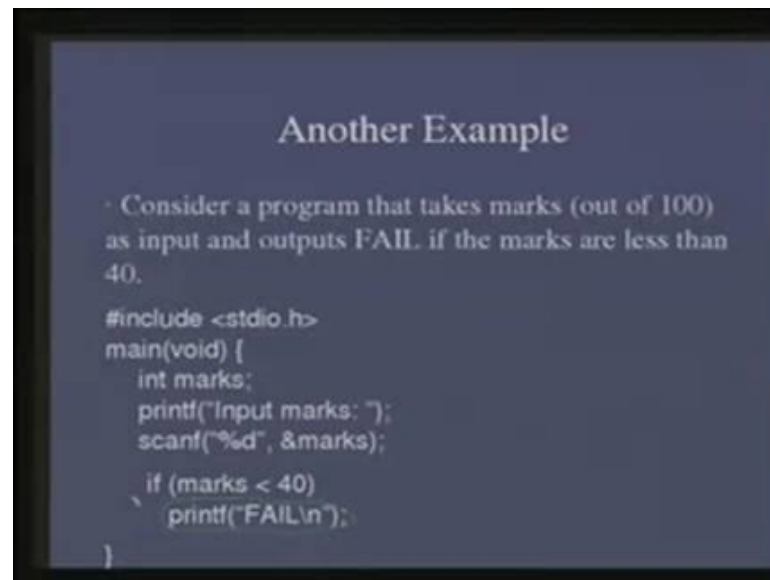 Another Example
· Consider a program that takes marks (out of 100)
as input and outputs FAIL if the marks are less than
40.
#include <stdio.h>
main(void) {
int marks;
printf("Input marks: ");
scanf("%d", &marks);
if (marks < 40)
printf("FAIL\n");
}